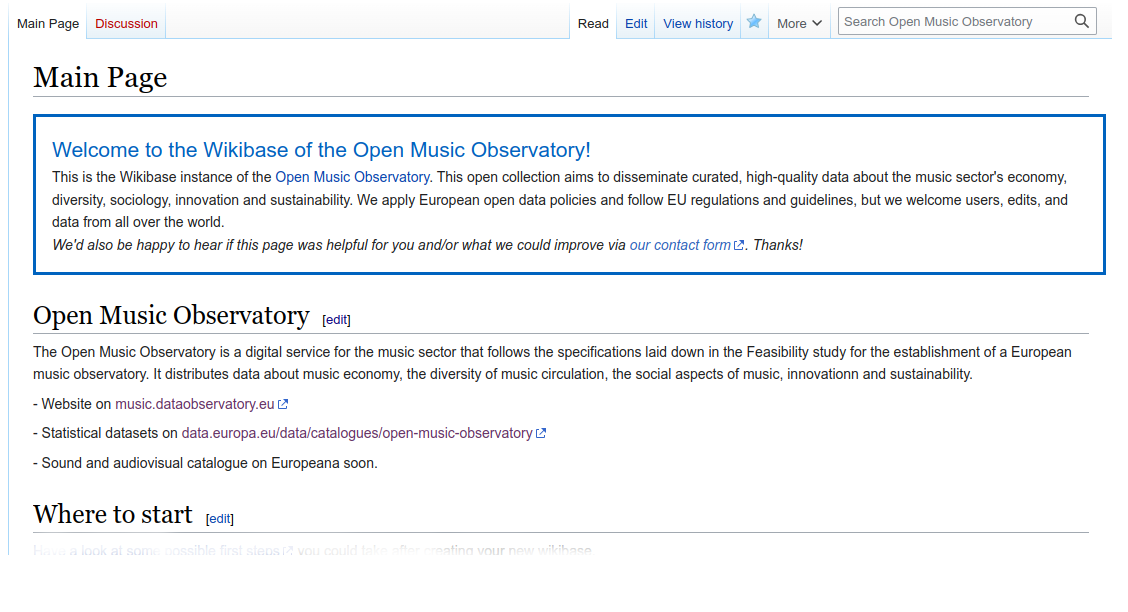 Main Page Discussion Read Edit View history More Search Open Music Observatory
Main Page
Welcome to the Wikibase of the Open Music Observatory!
This is the Wikibase instance of the Open Music Observatory. This open collection aims to disseminate curated, high-quality data about the music sector's economy,
diversity, sociology, innovation and sustainability. We apply European open data policies and follow EU regulations and guidelines, but we welcome users, edits, and
data from all over the world.
We'd also be happy to hear if this page was helpful for you and/or what we could improve via our contact form. Thanks!
Open Music Observatory [edit]
The Open Music Observatory is a digital service for the music sector that follows the specifications laid down in the Feasibility study for the establishment of a European
music observatory. It distributes data about music economy, the diversity of music circulation, the social aspects of music, innovationn and sustainability.
- Website on music.dataobservatory.eu
- Statistical datasets on data.europa.eu/data/catalogues/open-music-observatory
- Sound and audiovisual catalogue on Europeana soon.
Where to start [edit]
Have a look at some possible first steps you could take after creating your new wikibase